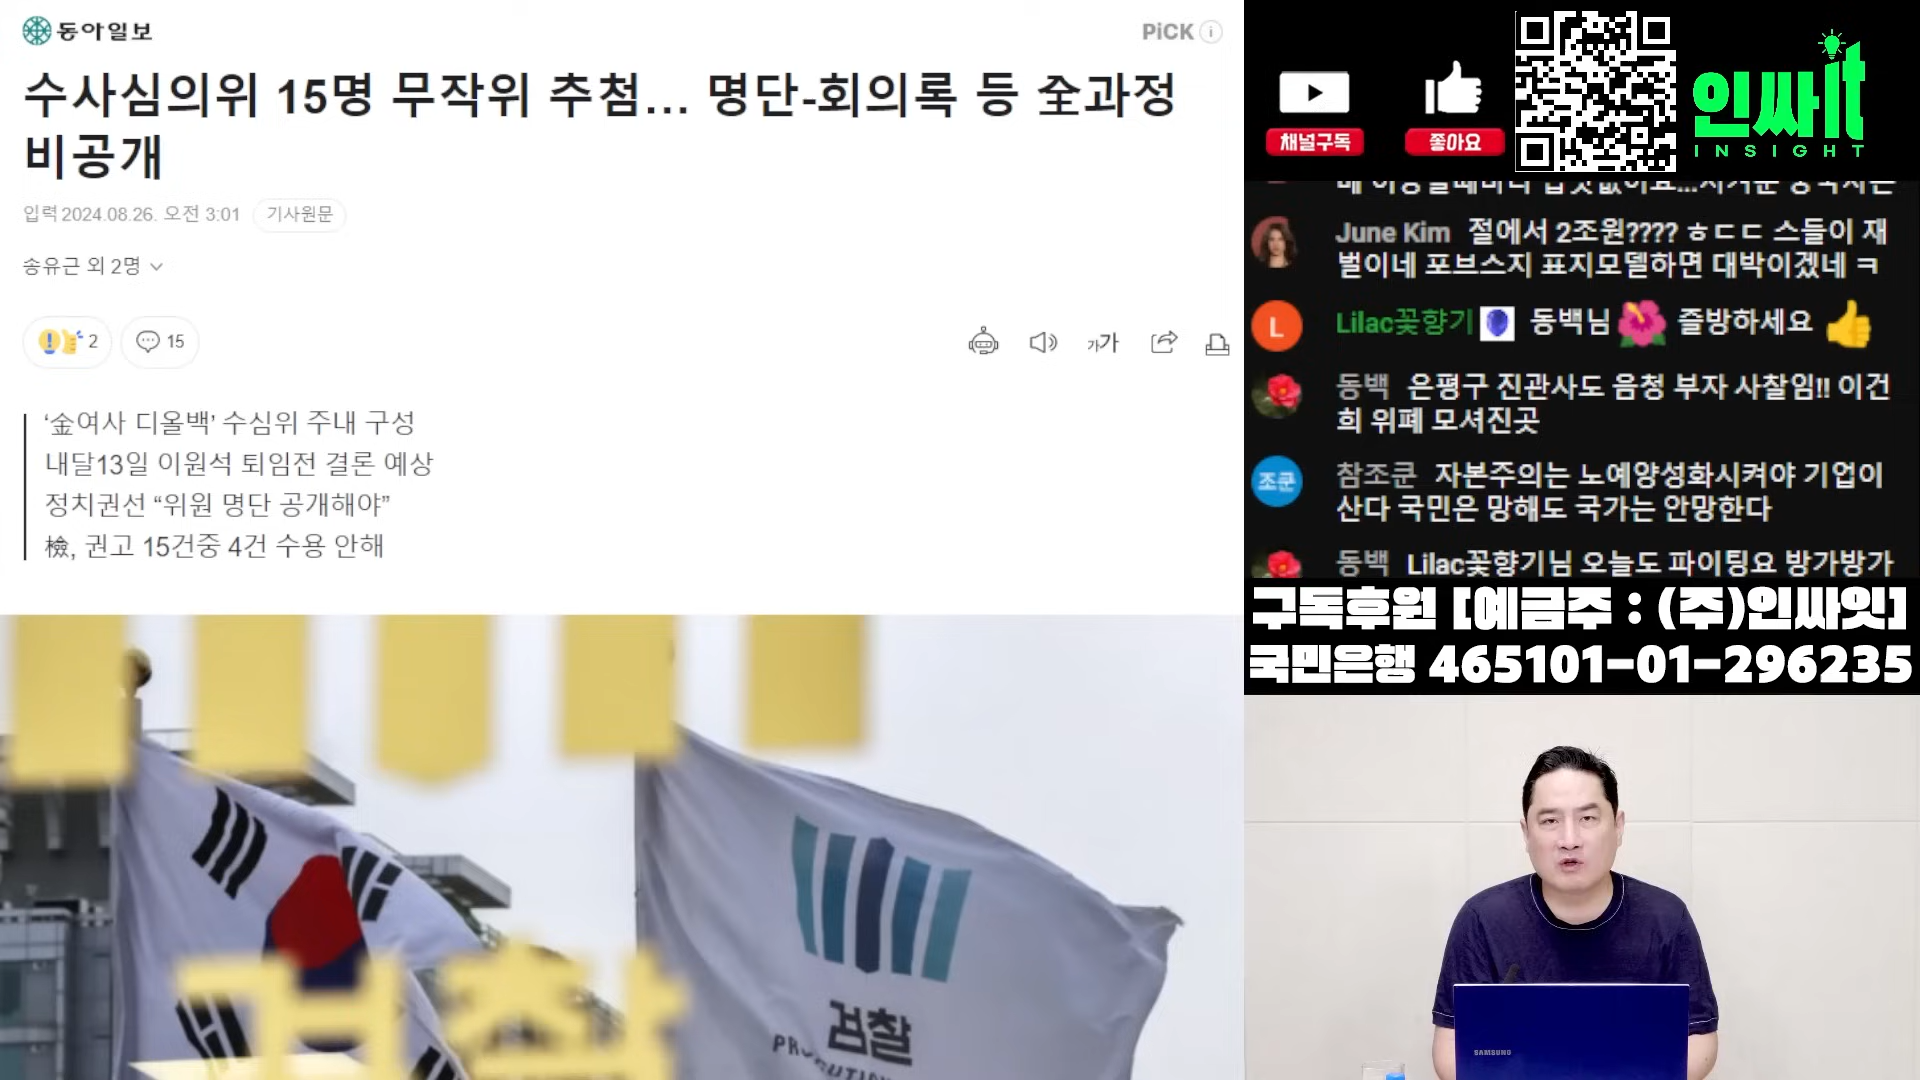 동아일보
PiCK
수사심의위 15명 무작위 추첨… 명단-회의록 등 全과정
비공개
입력 2024.08.26. 오전 3:01 기사원문
송유근 외 2명
2 15
가가
‘金여사 디올백’ 수심위 주내 구성
내달13일 이원석 퇴임전 결론 예상
정치권선 “위원 명단 공개해야”
檢, 권고 15건중 4건 수용 안해
검찰
검찰
채널구독
좋아요
인싸it
INSIGHT
June Kim 절에서 2조원???? ㅎㄷㄷ 스들이 재
벌이네 포브스지 표지모델하면 대박이겠네 ㅋ
L
Lilac꽃향기 동백님 즐방하세요
동백 은평구 진관사도 음청 부자 사찰임!! 이건
희 위폐 모셔진곳
조쿤
참조쿤 자본주의는 노예양성화시켜야 기업이
산다 국민은 망해도 국가는 안망한다
동백 Lilac꽃향기님 오늘도 파이팅요 방가방가
구독후원 [예금주 : (주)인싸잇]
국민은행 465101-01-296235
SAMSUNG